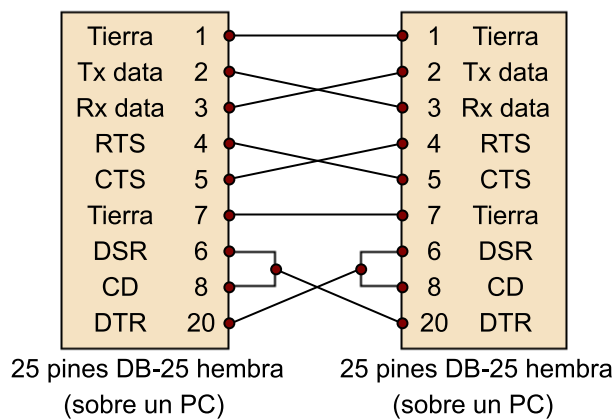 Tierra 1 1 Tierra
Tx data 2 2 Tx data
Rx data 3 3 Rx data
RTS 4 4 RTS
CTS 5 5 CTS
Tierra 7 7 Tierra
DSR 6 6 DSR
CD 8 8 CD
DTR 20 20 DTR
25 pines DB-25 hembra 25 pines DB-25 hembra
(sobre un PC) (sobre un PC)